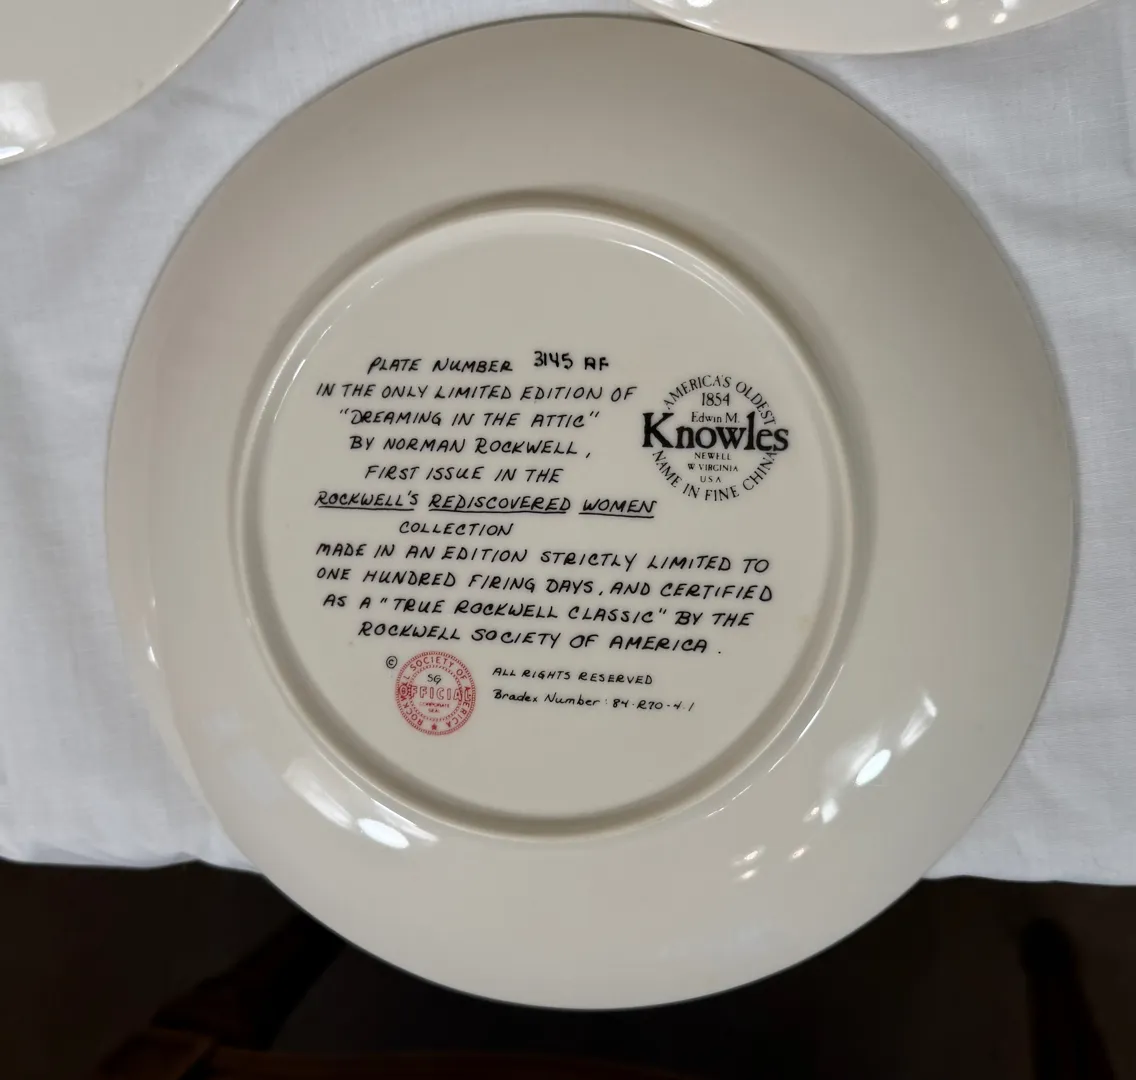 PLATE NUMBER 3145 AF
IN THE ONLY LIMITED EDITION OF
"DREAMING IN THE ATTIC"
BY NORMAN ROCKWELL,
FIRST ISSUE IN THE
ROCKWELL'S REDISCOVERED WOMEN
COLLECTION
MADE IN AN EDITION STRICTLY LIMITED TO
ONE HUNDRED FIRING DAYS, AND CERTIFIED
AS A "TRUE ROCKWELL CLASSIC" BY THE
ROCKWELL SOCIETY OF AMERICA.
AMERICA'S OLDEST
1854
Edwin M.
Knowles
NEWELL
W VIRGINIA
USA
NAME IN FINE CHINA
©
ROCKWELL SOCIETY OF AMERICA
SG
OFFICIAL
CORPORATE
SEAL
ALL RIGHTS RESERVED
Bradex Number: 84-R70-4.1